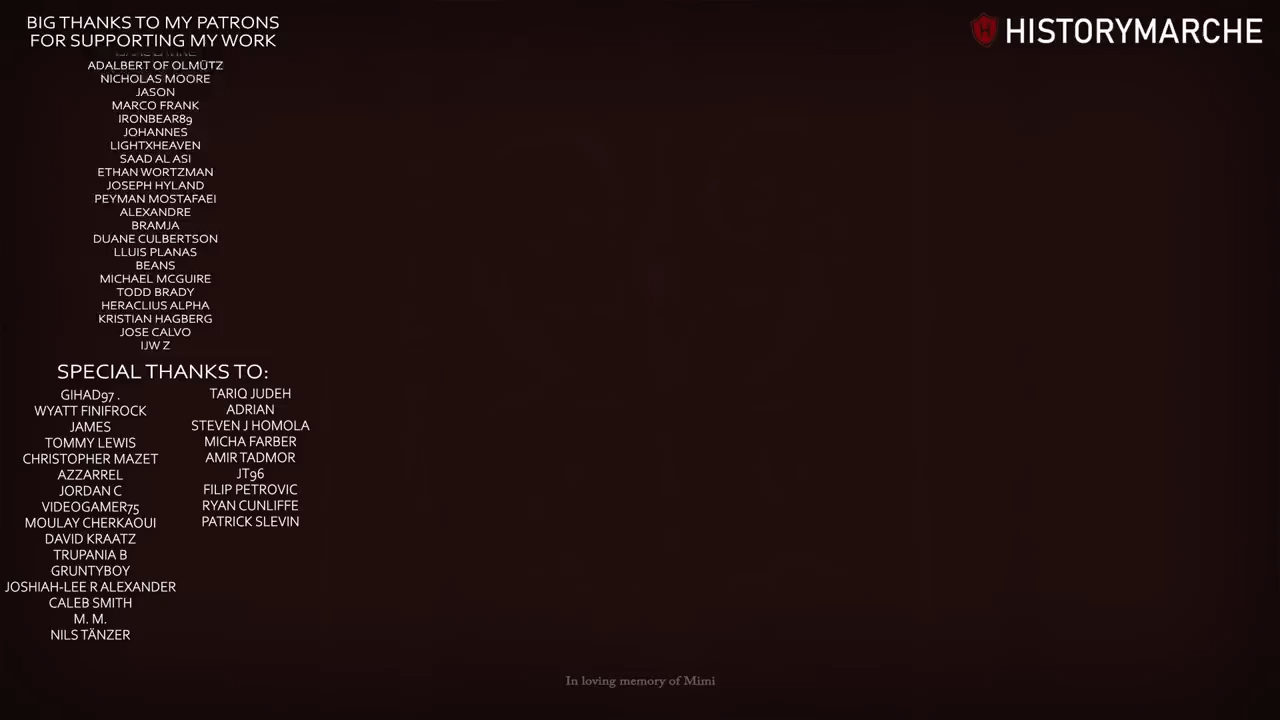 BIG THANKS TO MY PATRONS
FOR SUPPORTING MY WORK
ADALBERT OF OLMÜTZ
NICHOLAS MOORE
JASON
MARCO FRANK
IRONBEAR89
JOHANNES
LIGHTXHEAVEN
SAAD AL ASI
ETHAN WORTZMAN
JOSEPH HYLAND
PEYMAN MOSTAFAEI
ALEXANDRE
BRAMJA
DUANE CULBERTSON
LLUIS PLANAS
BEANS
MICHAEL MCGUIRE
TODD BRADY
HERACLIUS ALPHA
KRISTIAN HAGBERG
JOSE CALVO
IJW Z
SPECIAL THANKS TO:
GIHAD97 .
WYATT FINIFROCK
JAMES
TOMMY LEWIS
CHRISTOPHER MAZET
AZZARREL
JORDAN C
VIDEOGAMER75
MOULAY CHERKAOUI
DAVID KRAATZ
TRUPANIA B
GRUNTYBOY
JOSHIAH-LEE R ALEXANDER
CALEB SMITH
M. M.
NILS TÄNZER
TARIQ JUDEH
ADRIAN
STEVEN J HOMOLA
MICHA FARBER
AMIR TADMOR
JT96
FILIP PETROVIC
RYAN CUNLIFFE
PATRICK SLEVIN
HISTORYMARCHE
In loving memory of Mimi